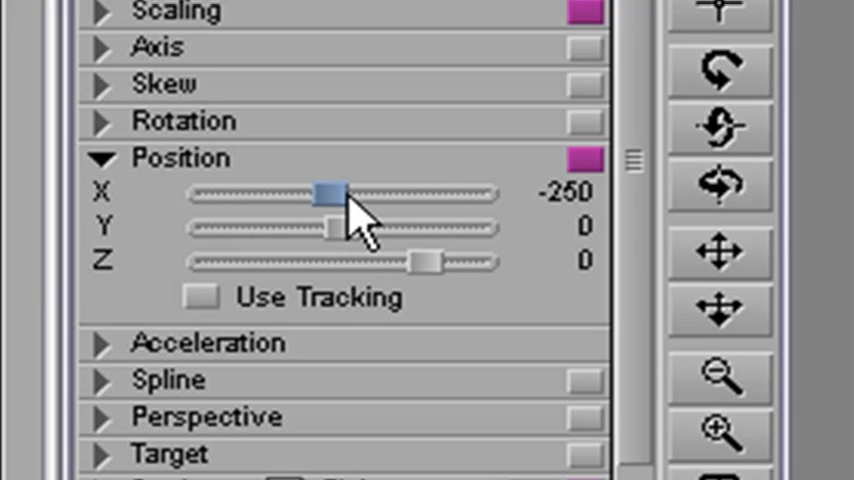 Scaling
Axis
Skew
Rotation
Position
X -250
Y 0
Z 0
Use Tracking
Acceleration
Spline
Perspective
Target